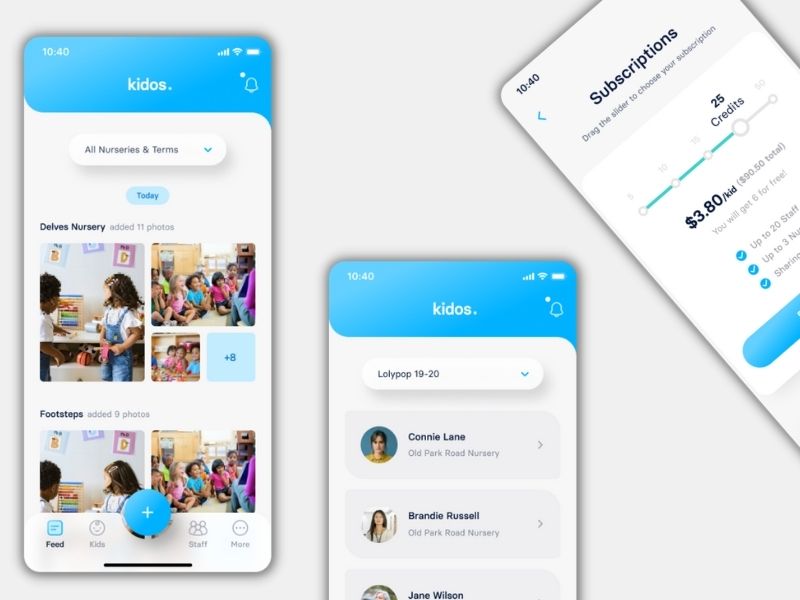 10:40
kidos.
All Nurseries & Terms
Today
Delves Nursery added 11 photos
+8
Footsteps added 9 photos
+
Feed
Kids
Staff
More
10:40
kidos.
Lolypop 19-20
Connie Lane
Old Park Road Nursery
Brandie Russell
Old Park Road Nursery
Jane Wilson
10:40
Subscriptions
Drag the slider to choose your subscription
25
Credits
5
10
15
50
$3.80/kid ($90.50 total)
You will get 6 for free!
Up to 20 Staff
Up to 3 Nu
Sharing